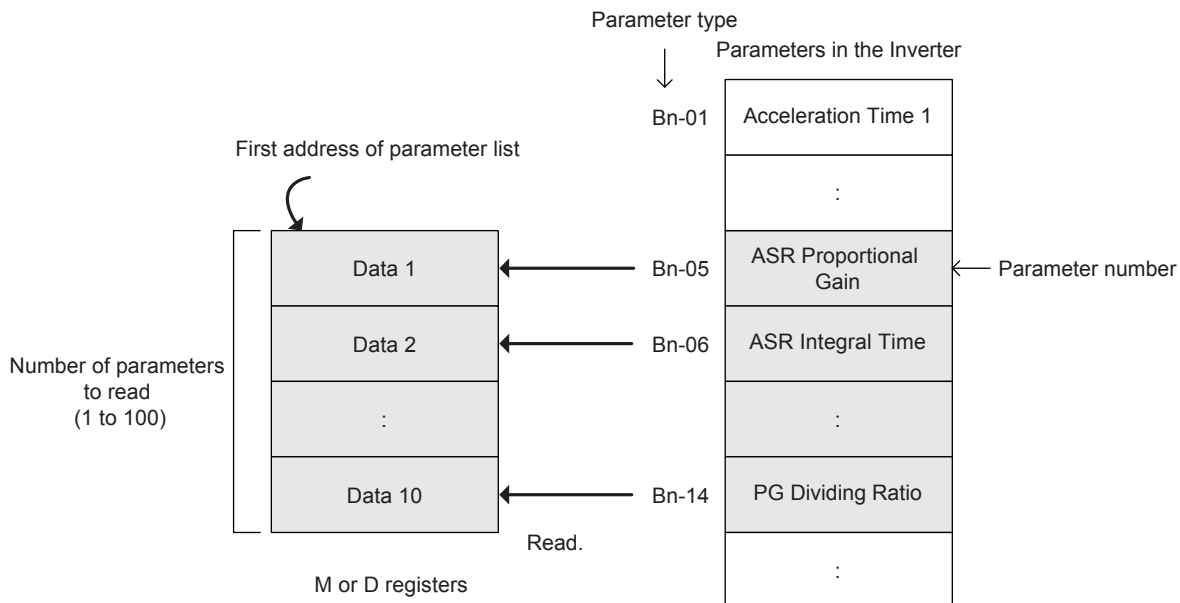 Parameter type
Parameters in the Inverter
Bn-01
Acceleration Time 1
First address of parameter list
:
Data 1
Bn-05
ASR Proportional
Gain
Parameter number
Data 2
Bn-06
ASR Integral Time
Number of parameters
to read
(1 to 100)
:
:
Data 10
Bn-14
PG Dividing Ratio
Read.
M or D registers
: